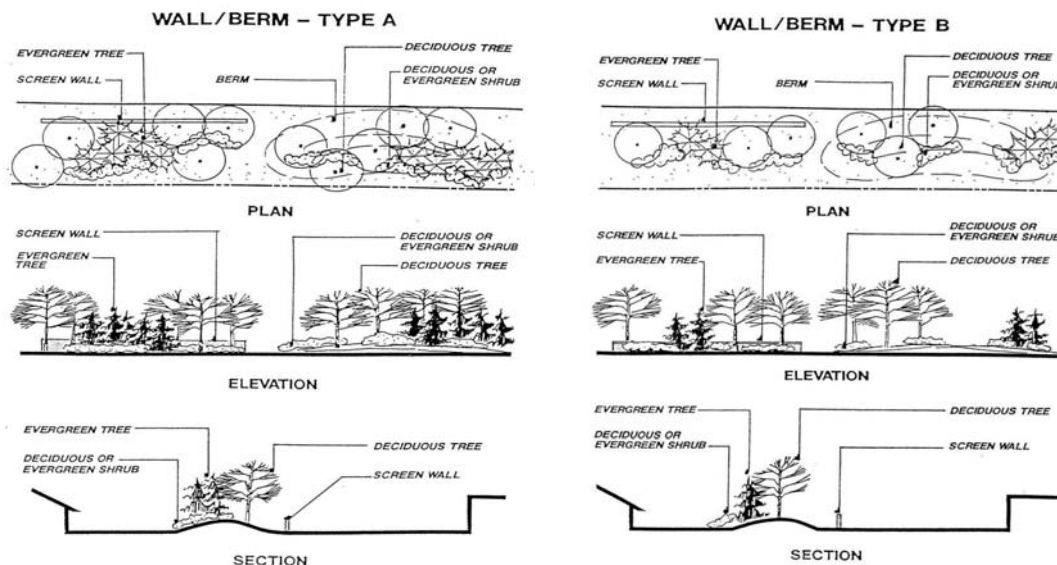 WALL/BERM – TYPE A
EVERGREEN TREE
SCREEN WALL
BERM
DECIDUOUS TREE
DECIDUOUS OR
EVERGREEN SHRUB
PLAN
SCREEN WALL
EVERGREEN
TREE
DECIDUOUS OR
EVERGREEN SHRUB
DECIDUOUS TREE
ELEVATION
EVERGREEN TREE
DECIDUOUS OR
EVERGREEN SHRUB
DECIDUOUS TREE
SCREEN WALL
SECTION
WALL/BERM – TYPE B
EVERGREEN TREE
SCREEN WALL
BERM
DECIDUOUS TREE
DECIDUOUS OR
EVERGREEN SHRUB
PLAN
SCREEN WALL
EVERGREEN TREE
DECIDUOUS OR
EVERGREEN SHRUB
DECIDUOUS TREE
ELEVATION
EVERGREEN TREE
DECIDUOUS OR
EVERGREEN SHRUB
DECIDUOUS TREE
SCREEN WALL
SECTION